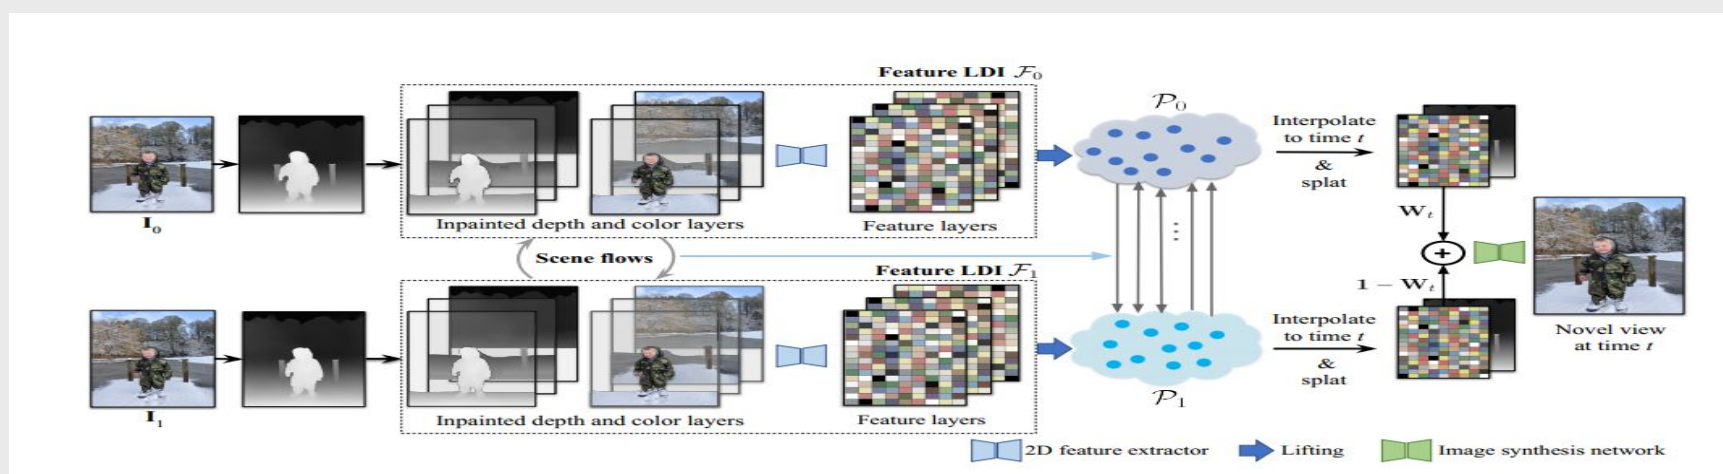 Feature LDI 𝓕₀
I₀
Inpainted depth and color layers
Feature layers
𝒫₀
Interpolate
to time t
&
splat
Wₜ
+
Scene flows
Feature LDI 𝓕₁
1 − Wₜ
I₁
Inpainted depth and color layers
Feature layers
𝒫₁
Interpolate
to time t
&
splat
Novel view
at time t
2D feature extractor
Lifting
Image synthesis network